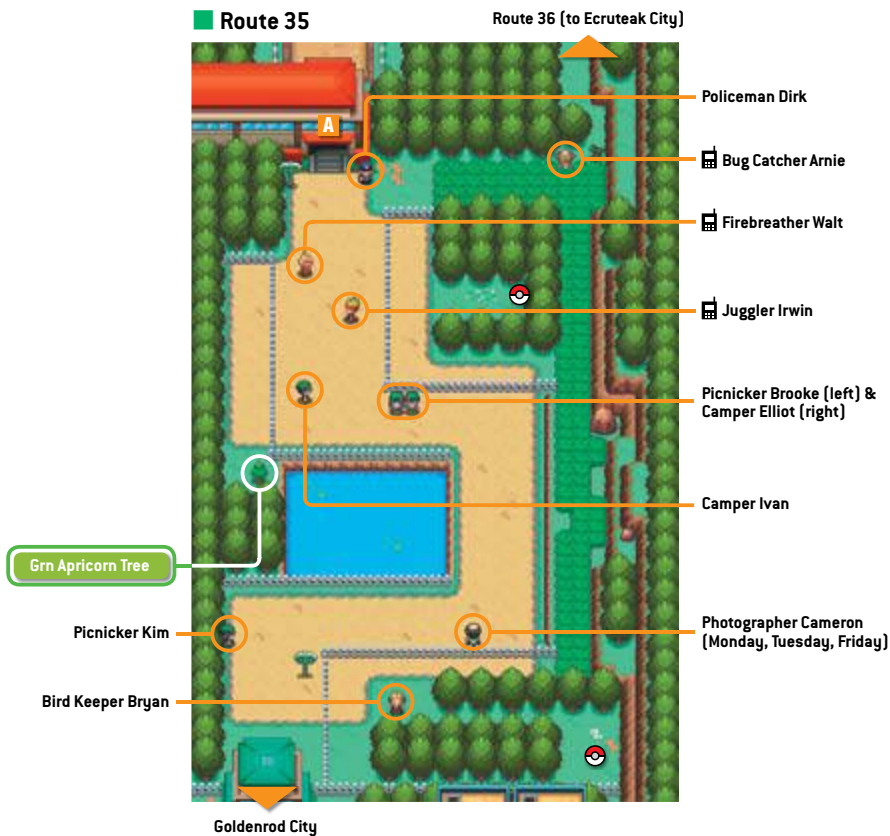 Route 35
Route 36 (to Ecruteak City)
Policeman Dirk
A
Bug Catcher Arnie
Firebreather Walt
Juggler Irwin
Picnicker Brooke (left) &
Camper Elliot (right)
Camper Ivan
Grn Apricorn Tree
Picnicker Kim
Photographer Cameron
(Monday, Tuesday, Friday)
Bird Keeper Bryan
Goldenrod City